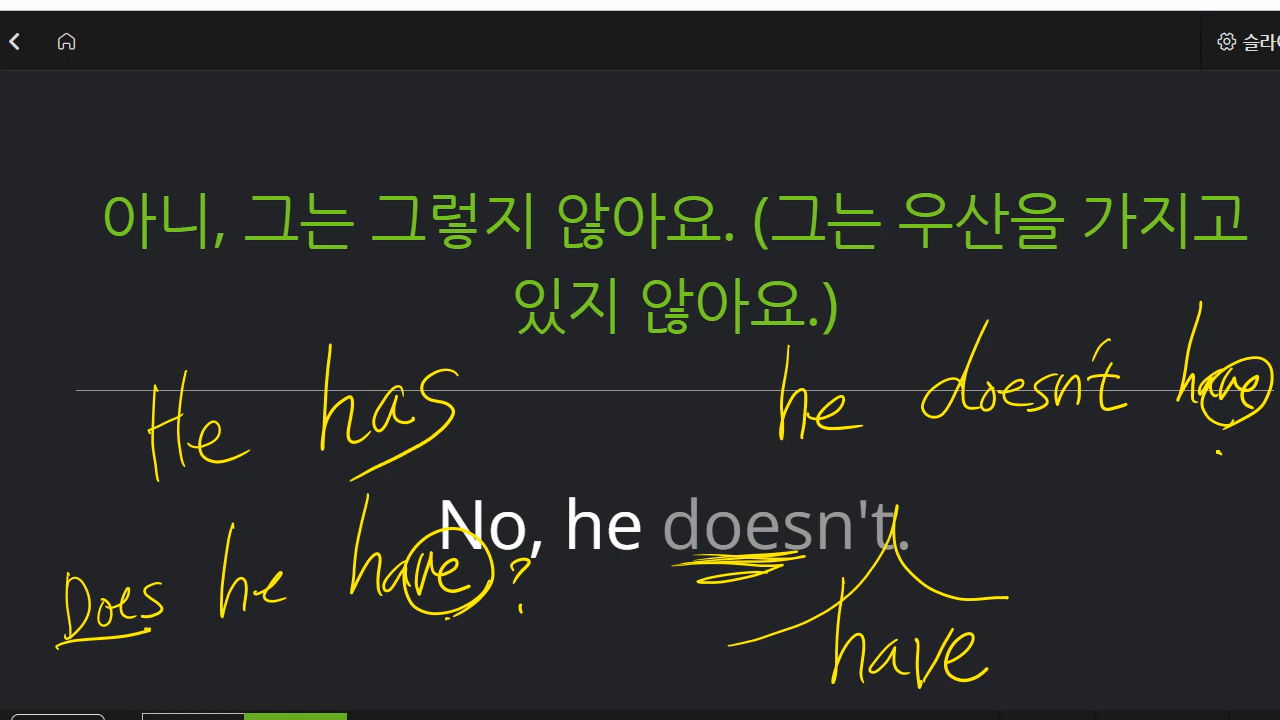 슬라이
아니, 그는 그렇지 않아요. (그는 우산을 가지고
있지 않아요.)
He has
he doesn't have.
No, he doesn't.
Does he have?
have